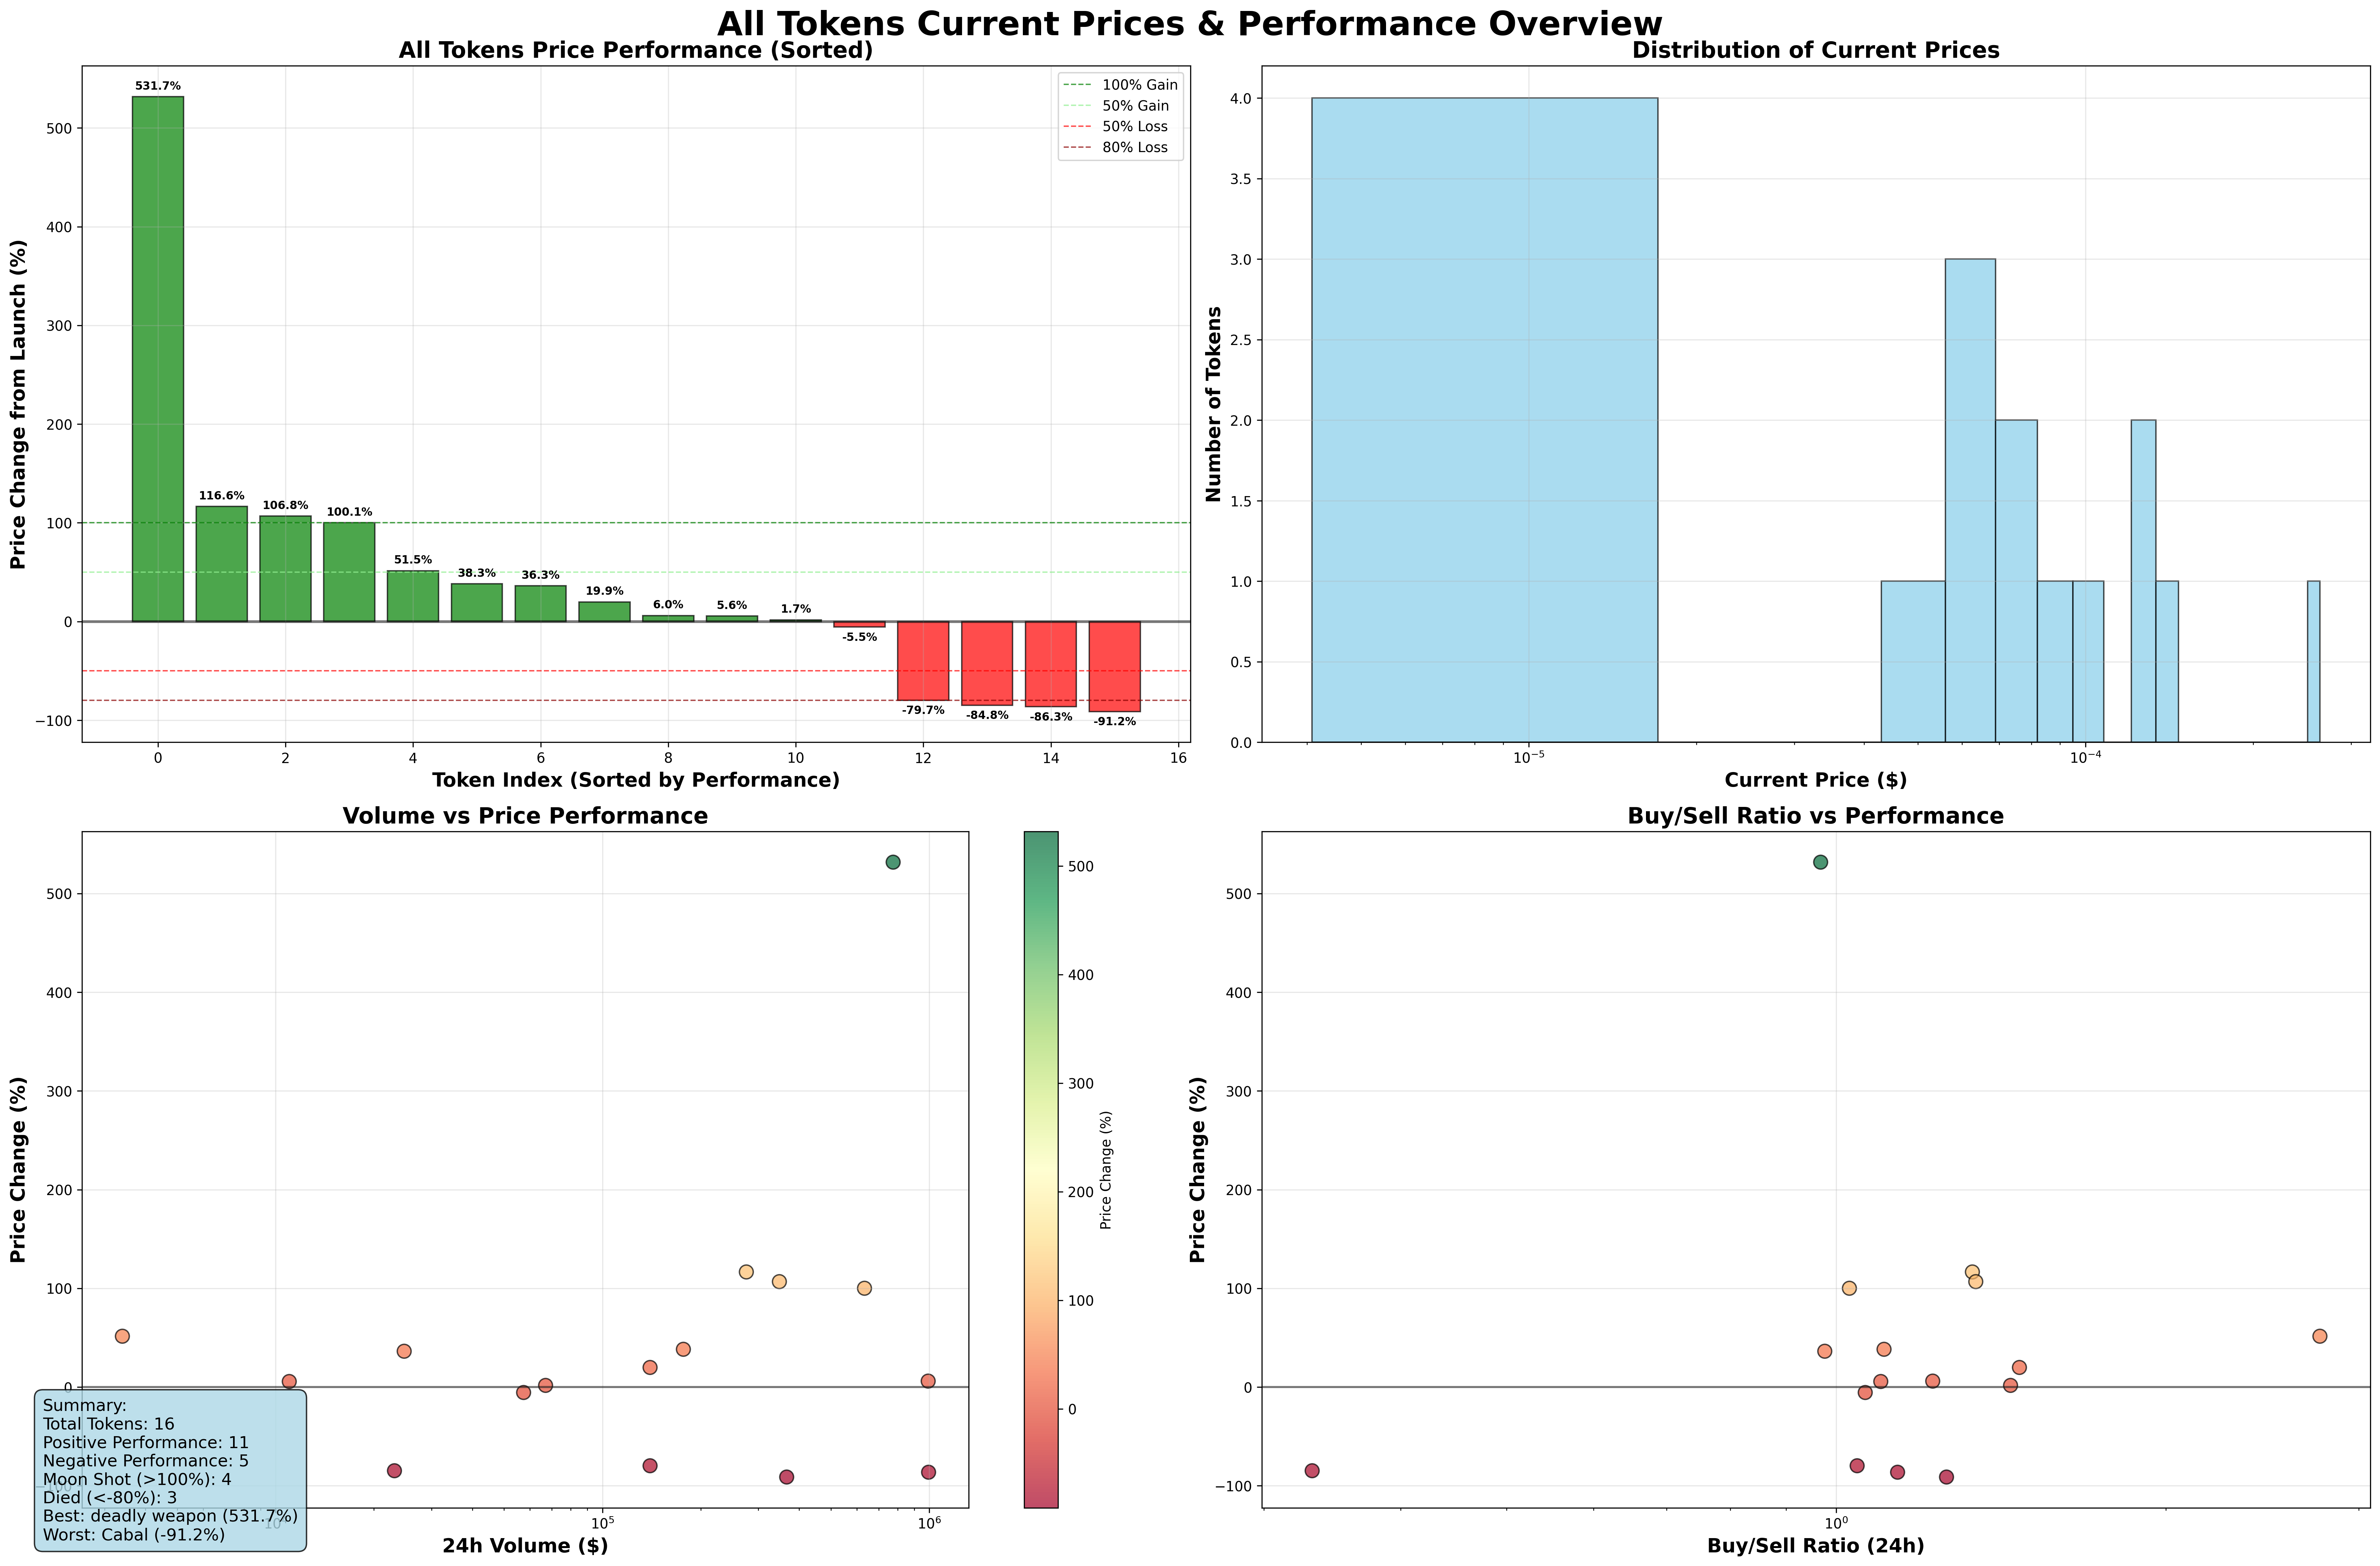 All Tokens Current Prices & Performance Overview
All Tokens Price Performance (Sorted)
Price Change from Launch (%)
500
400
300
200
100
0
−100
531.7%
116.6%
106.8%
100.1%
51.5%
38.3%
36.3%
19.9%
6.0%
5.6%
1.7%
-5.5%
-79.7%
-84.8%
-86.3%
-91.2%
100% Gain
50% Gain
50% Loss
80% Loss
0 2 4 6 8 10 12 14 16
Token Index (Sorted by Performance)
Distribution of Current Prices
Number of Tokens
4.0
3.5
3.0
2.5
2.0
1.5
1.0
0.5
0.0
10⁻⁵ 10⁻⁴
Current Price ($)
Volume vs Price Performance
Price Change (%)
500
400
300
200
100
0
−100
10⁵ 10⁶
24h Volume ($)
500
400
300
200
100
0
Price Change (%)
Summary:
Total Tokens: 16
Positive Performance: 11
Negative Performance: 5
Moon Shot (>100%): 4
Died (<-80%): 3
Best: deadly weapon (531.7%)
Worst: Cabal (-91.2%)
Buy/Sell Ratio vs Performance
Price Change (%)
500
400
300
200
100
0
−100
10⁰
Buy/Sell Ratio (24h)